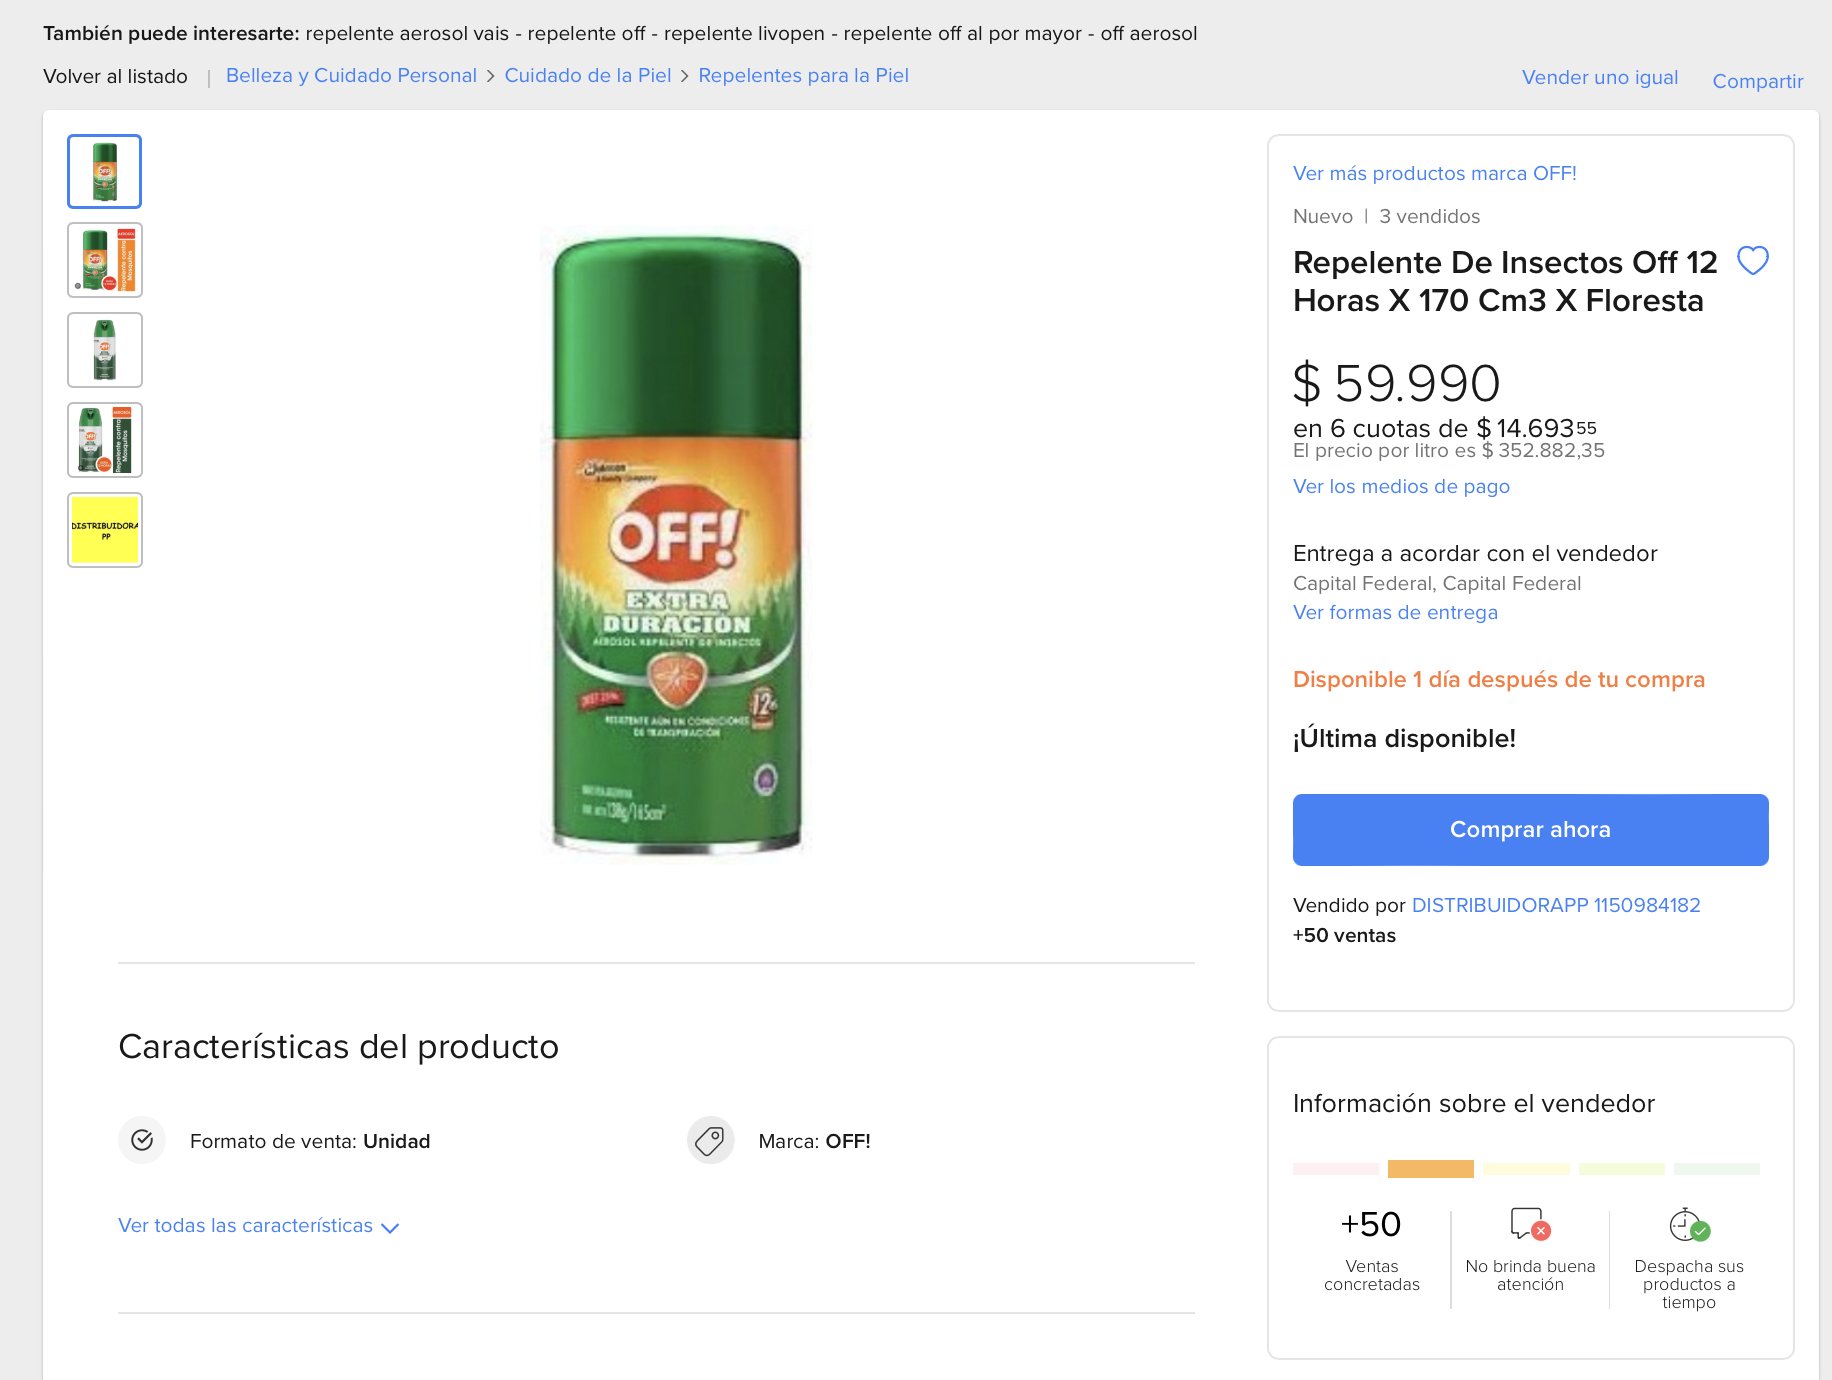 También puede interesarte: repelente aerosol vais - repelente off - repelente livopen - repelente off al por mayor - off aerosol
Volver al listado | Belleza y Cuidado Personal > Cuidado de la Piel > Repelentes para la Piel
Vender uno igual Compartir
DISTRIBUIDORA
PP
OFF!
EXTRA
DURACIÓN
AEROSOL REPELENTE DE INSECTOS
12
RESISTENTE AÚN EN CONDICIONES
DE TRANSPIRACIÓN
138g/165cm³
Ver más productos marca OFF!
Nuevo | 3 vendidos
Repelente De Insectos Off 12
Horas X 170 Cm3 X Floresta
$ 59.990
en 6 cuotas de $ 14.693 55
El precio por litro es $ 352.882,35
Ver los medios de pago
Entrega a acordar con el vendedor
Capital Federal, Capital Federal
Ver formas de entrega
Disponible 1 día después de tu compra
¡Última disponible!
Comprar ahora
Vendido por DISTRIBUIDORAPP 1150984182
+50 ventas
Características del producto
Formato de venta: Unidad
Marca: OFF!
Ver todas las características
Información sobre el vendedor
+50
Ventas
concretadas
No brinda buena
atención
Despacha sus
productos a
tiempo